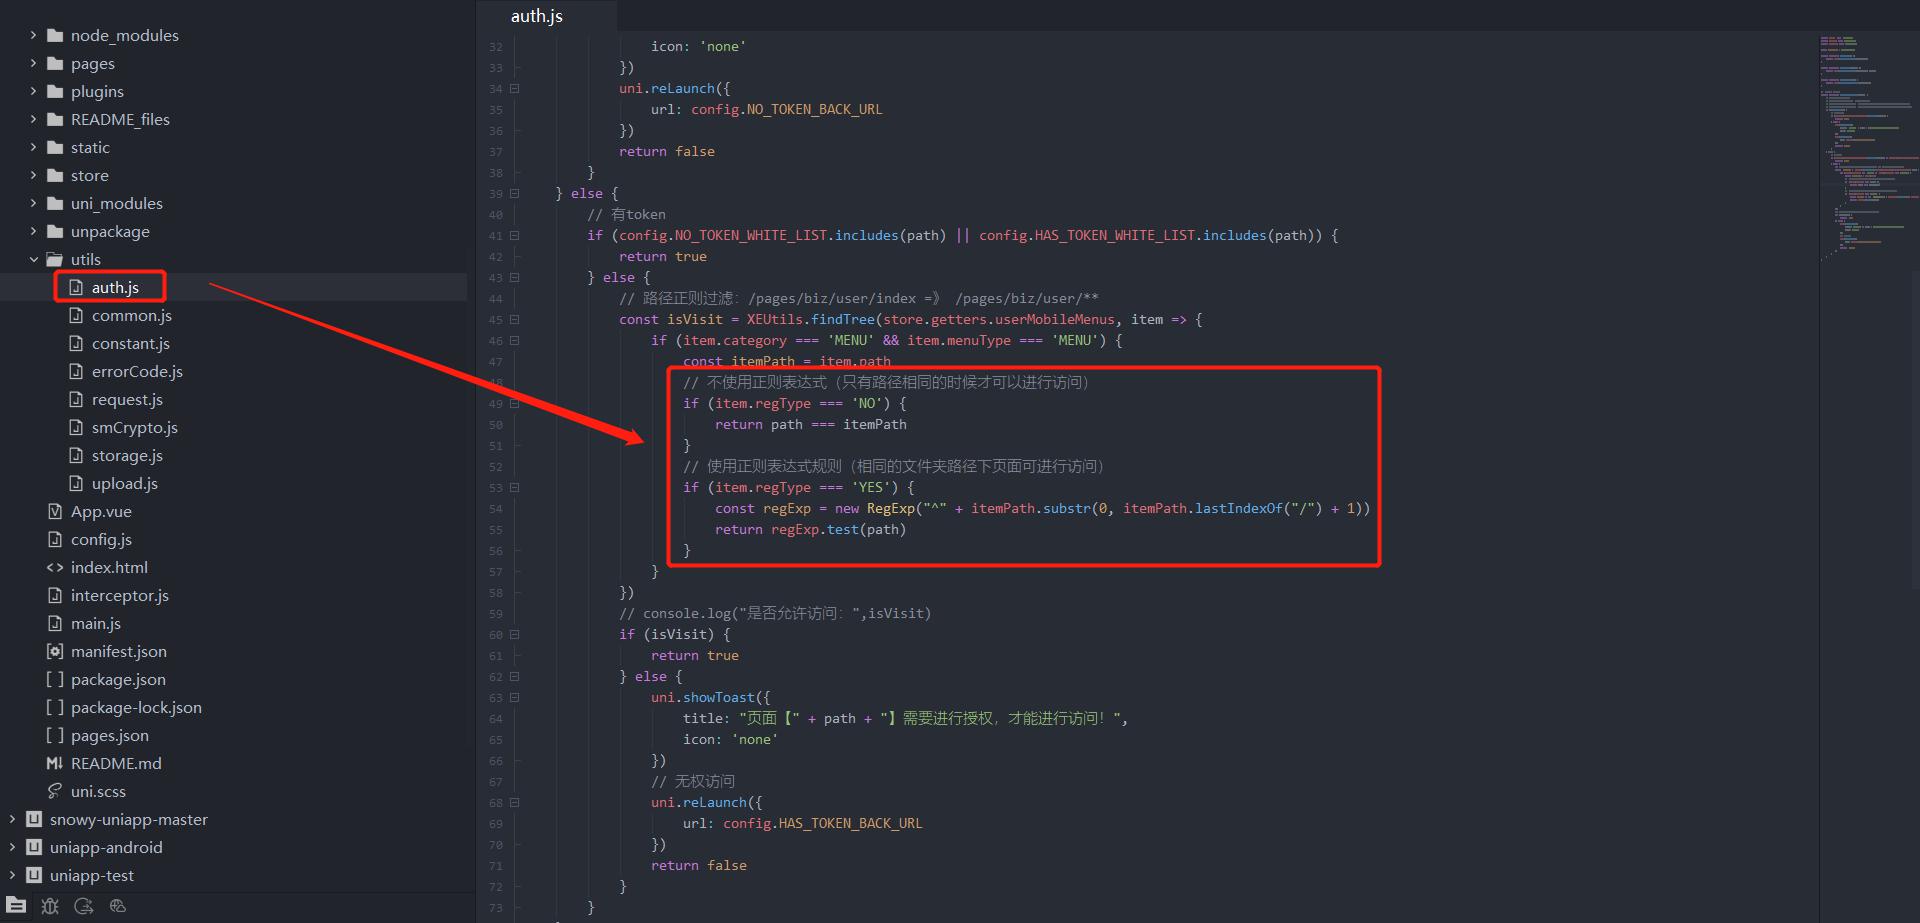 node_modules
pages
plugins
README_files
static
store
uni_modules
unpackage
utils
auth.js
common.js
constant.js
errorCode.js
request.js
smCrypto.js
storage.js
upload.js
App.vue
config.js
index.html
interceptor.js
main.js
manifest.json
package.json
package-lock.json
pages.json
README.md
uni.scss
snowy-uniapp-master
uniapp-android
uniapp-test
auth.js
32 icon: 'none'
33 })
34 uni.reLaunch({
35 url: config.NO_TOKEN_BACK_URL
36 })
37 return false
38 }
39 } else {
40 // 有token
41 if (config.NO_TOKEN_WHITE_LIST.includes(path) || config.HAS_TOKEN_WHITE_LIST.includes(path)) {
42 return true
43 } else {
44 // 路径正则过滤: /pages/biz/user/index =》 /pages/biz/user/**
45 const isVisit = XEUtils.findTree(store.getters.userMobileMenus, item => {
46 if (item.category === 'MENU' && item.menuType === 'MENU') {
47 const itemPath = item.path
48 // 不使用正则表达式（只有路径相同的时候才可以进行访问）
49 if (item.regType === 'NO') {
50 return path === itemPath
51 }
52 // 使用正则表达式规则（相同的文件夹路径下页面可进行访问）
53 if (item.regType === 'YES') {
54 const regExp = new RegExp("^" + itemPath.substr(0, itemPath.lastIndexOf("/") + 1))
55 return regExp.test(path)
56 }
57 }
58 })
59 // console.log("是否允许访问: ",isVisit)
60 if (isVisit) {
61 return true
62 } else {
63 uni.showToast({
64 title: "页面【" + path + "】需要进行授权，才能进行访问！",
65 icon: 'none'
66 })
67 // 无权访问
68 uni.reLaunch({
69 url: config.HAS_TOKEN_BACK_URL
70 })
71 return false
72 }
73 }